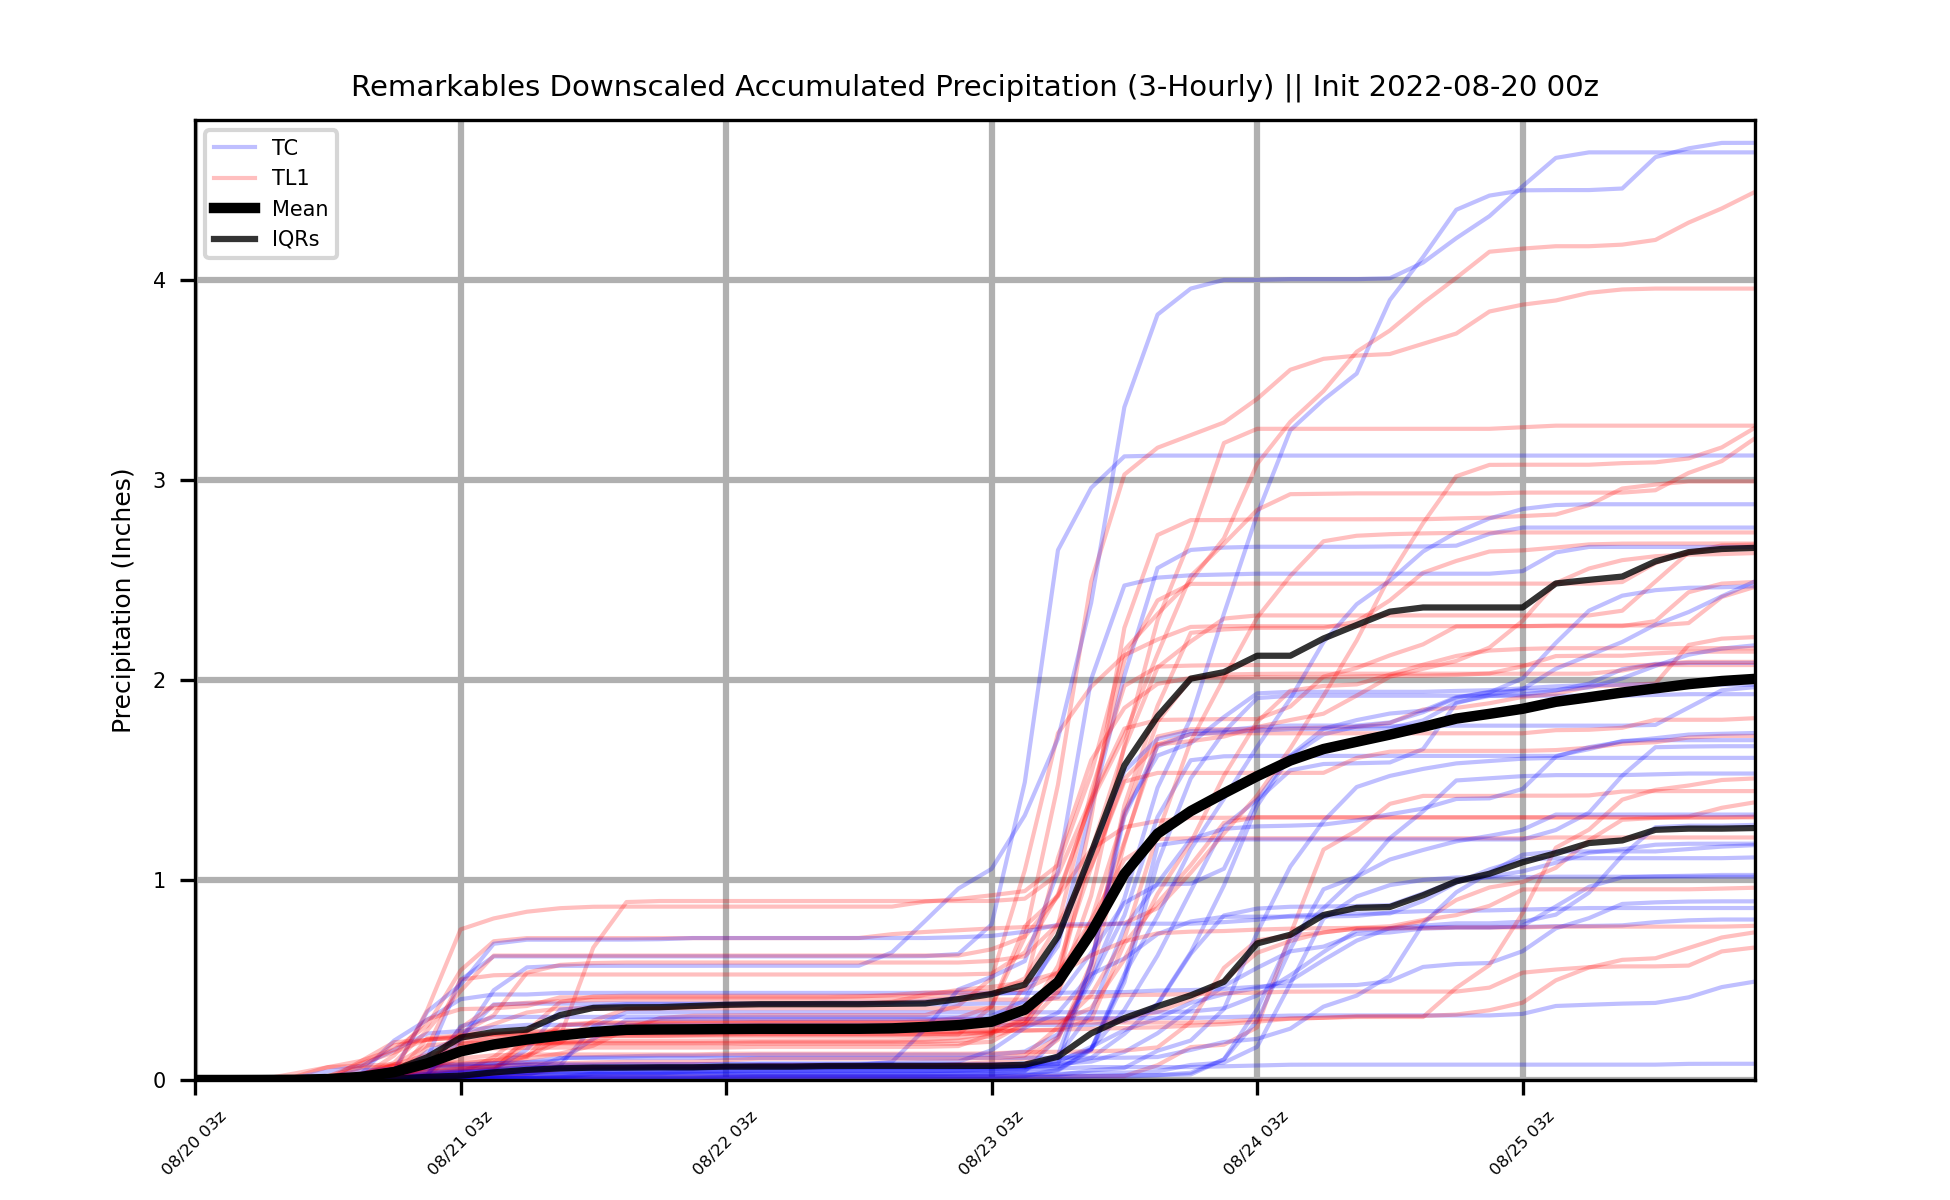 Remarkables Downscaled Accumulated Precipitation (3-Hourly) || Init 2022-08-20 00z
TC
TL1
Mean
IQRs
Precipitation (Inches)
4
3
2
1
0
08/20 03z
08/21 03z
08/22 03z
08/23 03z
08/24 03z
08/25 03z